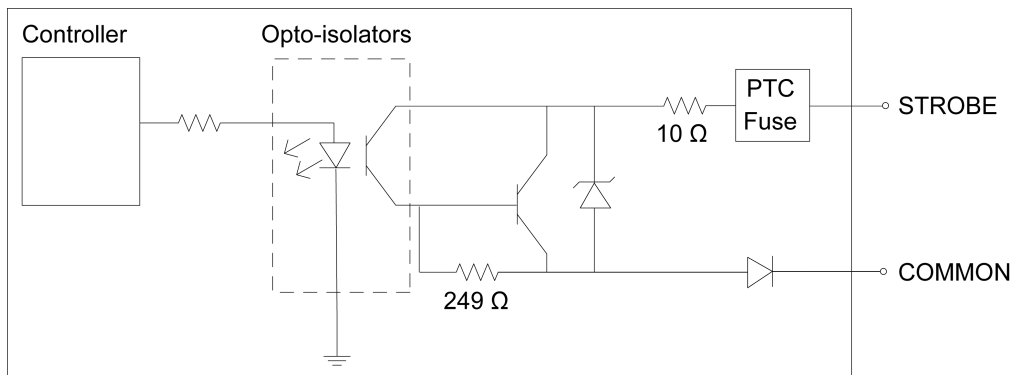 Controller
Opto-isolators
PTC
Fuse
STROBE
10 Ω
249 Ω
COMMON